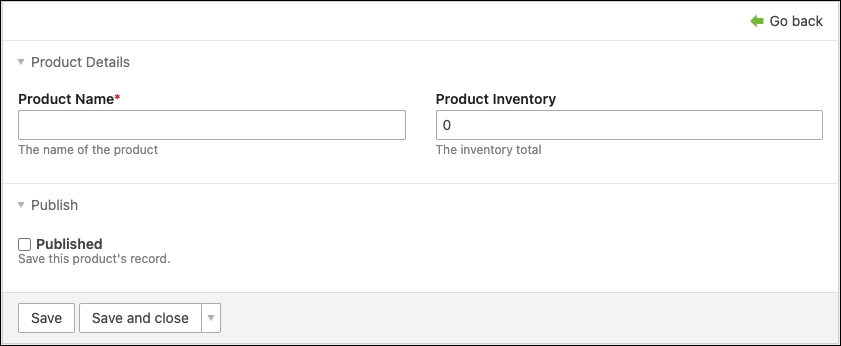 Go back
Product Details
Product Name*
Product Inventory
0
The name of the product
The inventory total
Publish
Published
Save this product's record.
Save
Save and close